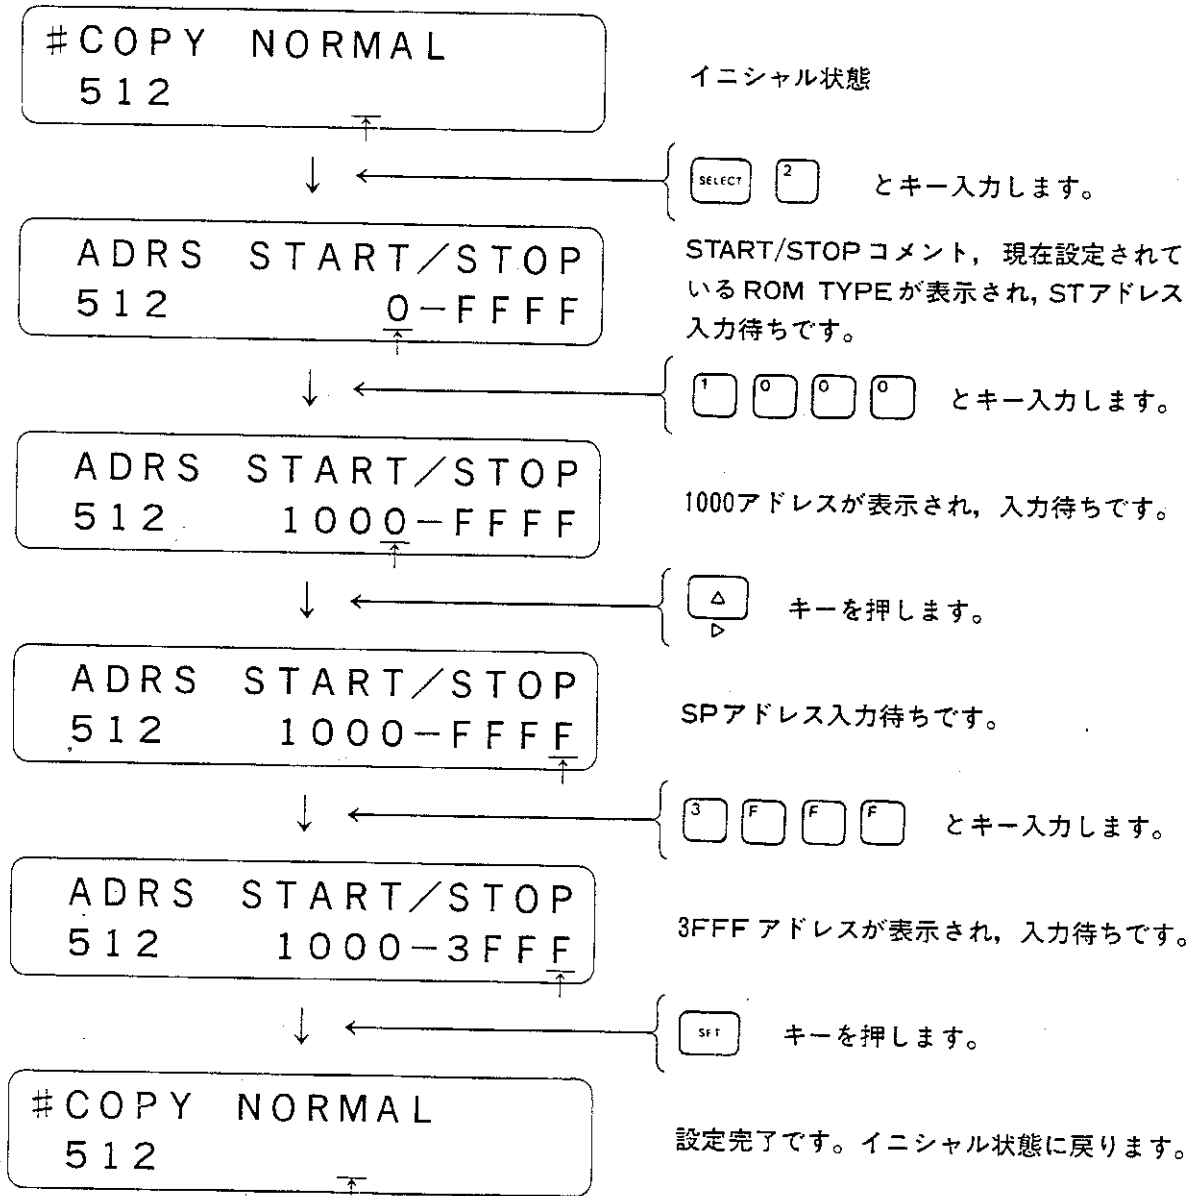 #COPY NORMAL
512
イニシャル状態
SELECT 2 とキー入力します。
ADRS START/STOP
512 0-FFFF
START/STOPコメント, 現在設定されて
いるROM TYPEが表示され, STアドレス
入力待ちです。
1 0 0 0 とキー入力します。
ADRS START/STOP
512 1000-FFFF
1000アドレスが表示され, 入力待ちです。
△
▷
キーを押します。
ADRS START/STOP
512 1000-FFFF
SPアドレス入力待ちです。
3 F F F とキー入力します。
ADRS START/STOP
512 1000-3FFF
3FFFアドレスが表示され, 入力待ちです。
SET キーを押します。
#COPY NORMAL
512
設定完了です。イニシャル状態に戻ります。